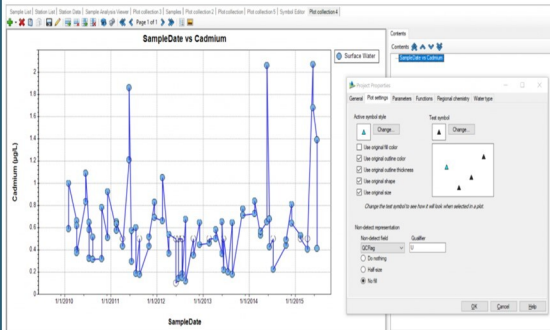 Sample List | Station List | Station Data | Sample Analysis Viewer | Plot collection 3 | Samples | Plot collection 2 | Plot collection | Plot collection 5 | Symbol Editor | Plot collection 4
Page 1 of 1
SampleDate vs Cadmium
Surface Water
Cadmium (µg/L)
2
1.8
1.6
1.4
1.2
1
0.8
0.6
0.4
0.2
0
1/1/2010 1/1/2011 1/1/2012 1/1/2013 1/1/2014 1/1/2015
SampleDate
Contents
Contents
SampleDate vs Cadmium
Project Properties
General Plot settings Parameters Functions Regional chemistry Water type
Active symbol style
Change...
Test symbol
Change...
Use original fill color
Use original outline color
Use original outline thickness
Use original shape
Use original size
Change the test symbol to see how it will look when selected in a plot.
Non-detect representation
Non-detect field
Qualifier
QCFlag
U
Do nothing
Half-size
No fill
OK Cancel Help